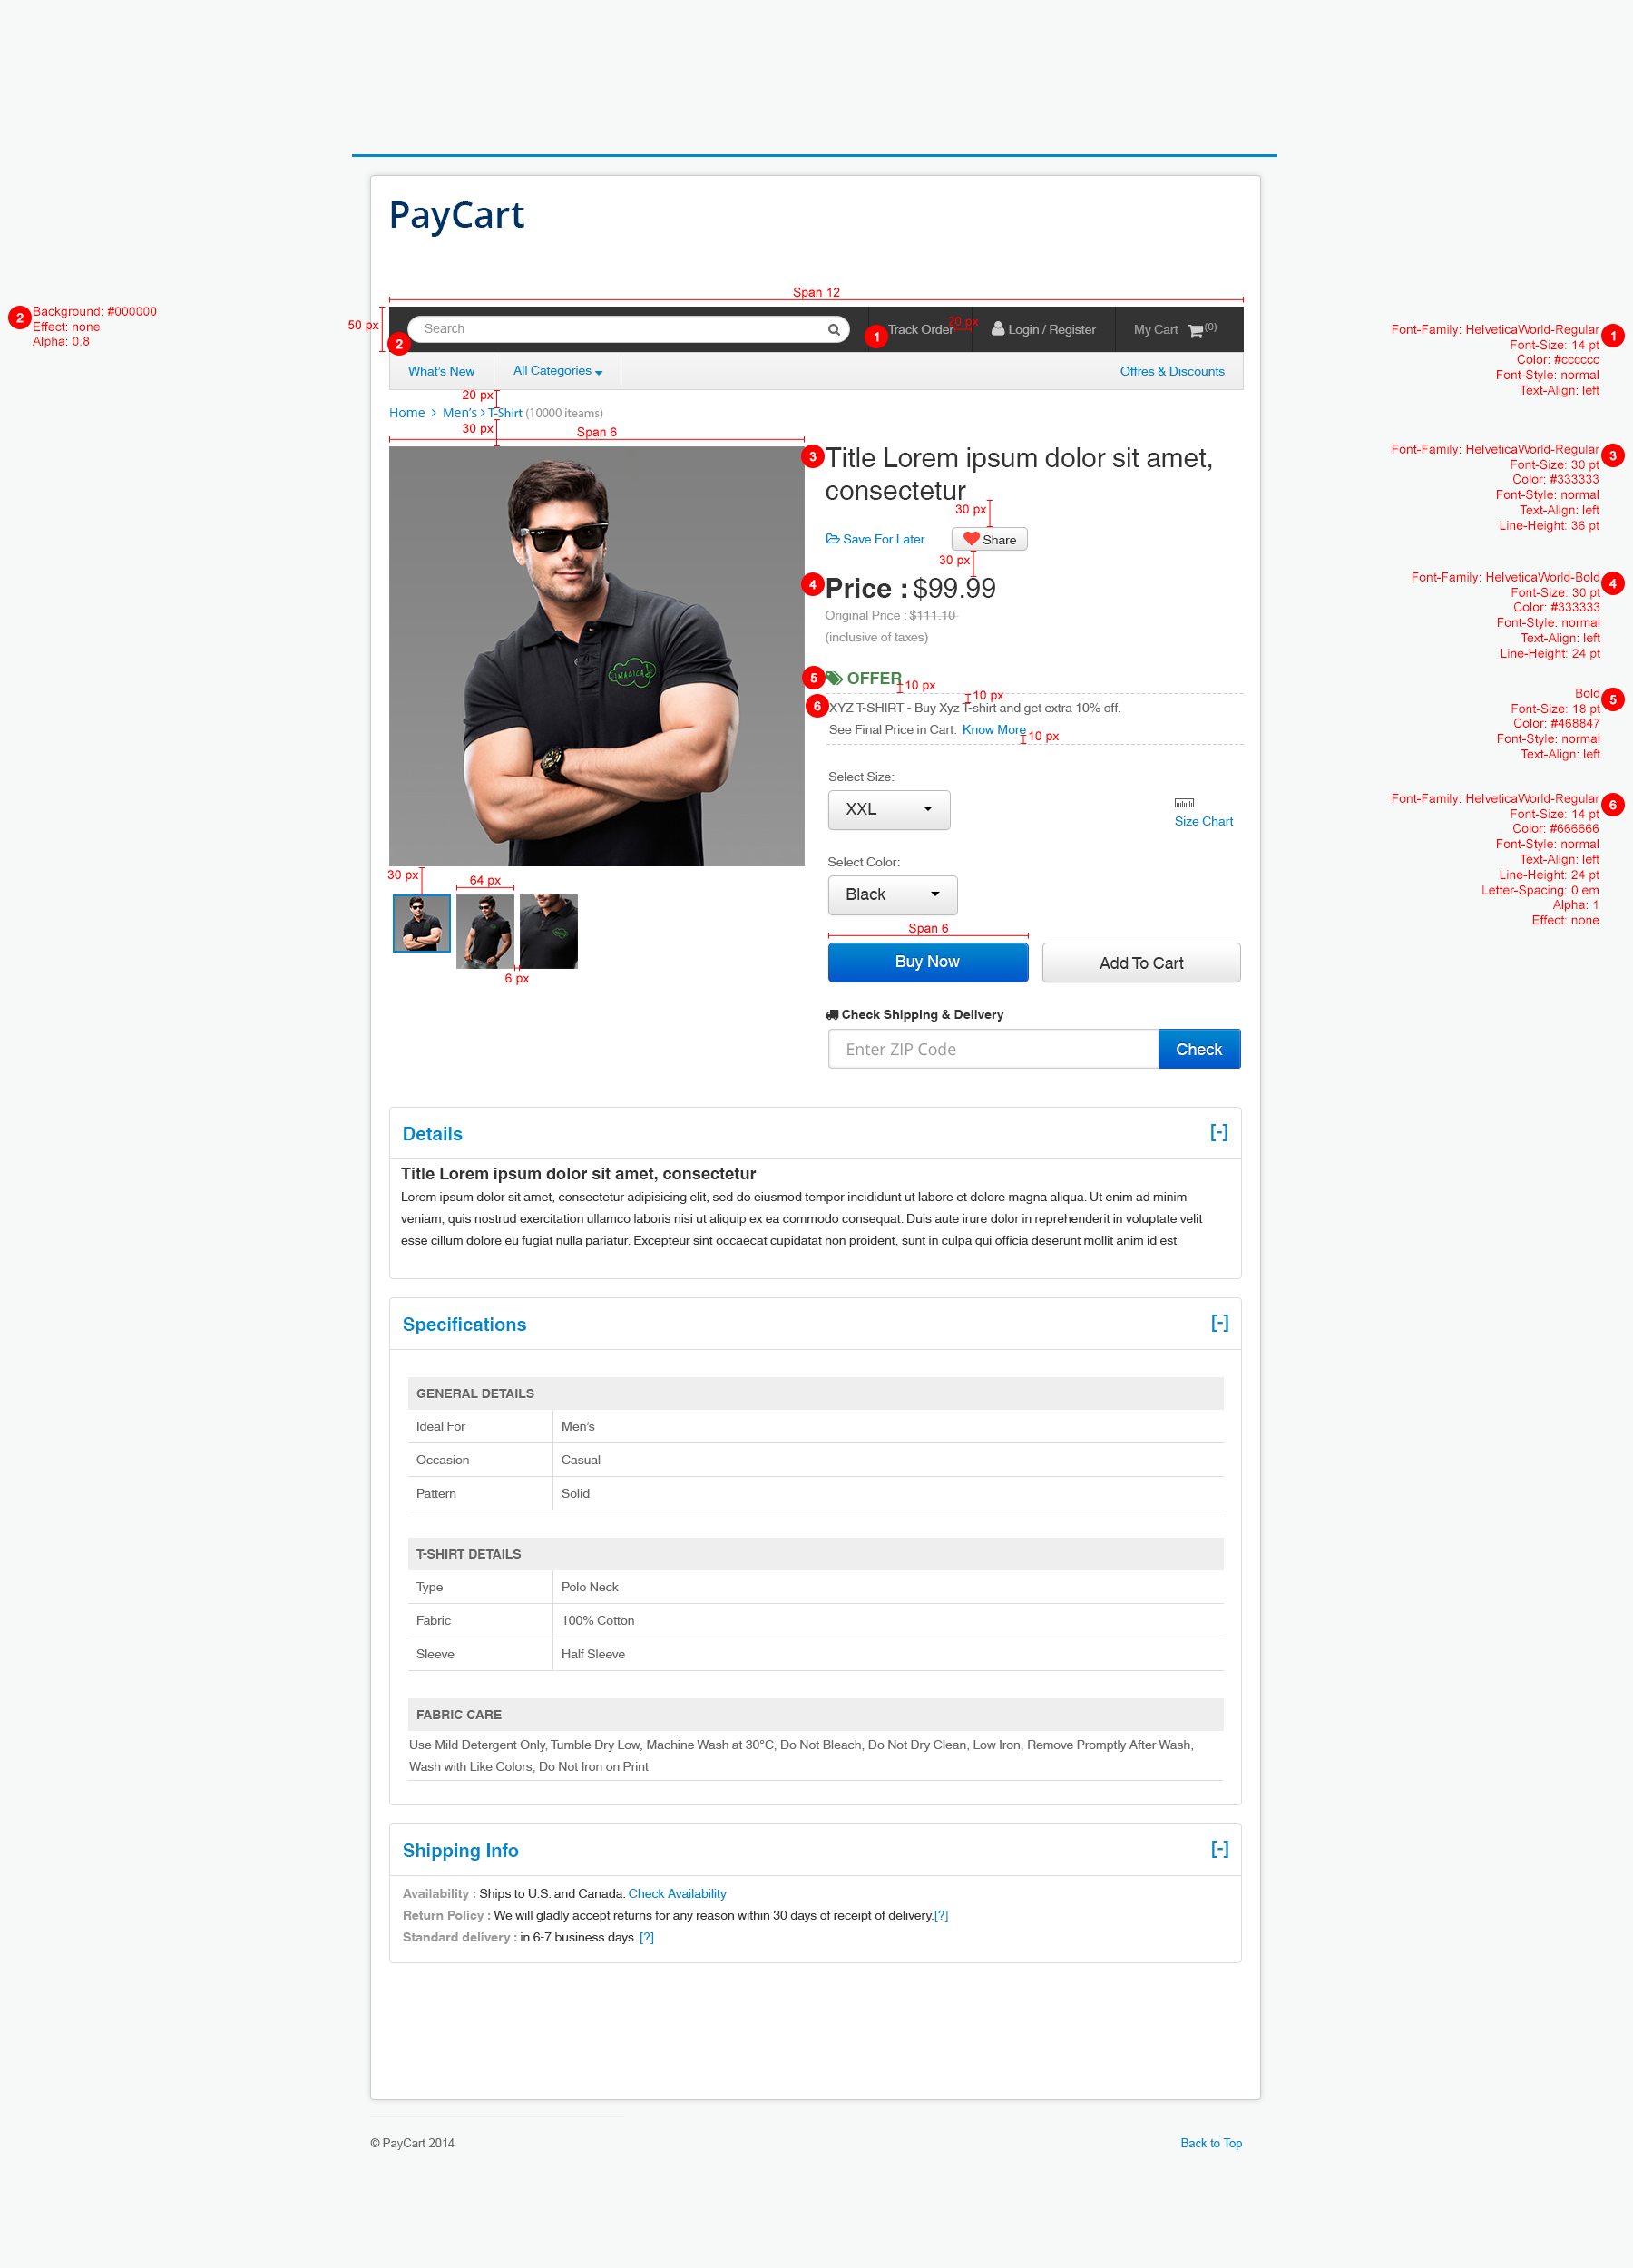 PayCart
Span 12
2 Background: #000000
Effect: none
Alpha: 0.8
50 px
2
Search
1 Track Order
20 px
Login / Register
My Cart (0)
Font-Family: HelveticaWorld-Regular 1
Font-Size: 14 pt
Color: #cccccc
Font-Style: normal
Text-Align: left
What's New
All Categories
Offres & Discounts
20 px
Home > Men's > T-Shirt (10000 iteams)
30 px
Span 6
3 Title Lorem ipsum dolor sit amet,
consectetur
Font-Family: HelveticaWorld-Regular 3
Font-Size: 30 pt
Color: #333333
Font-Style: normal
Text-Align: left
Line-Height: 36 pt
30 px
Save For Later
Share
30 px
IMAGICA
4 Price : $99.99
Original Price : $111.10
(inclusive of taxes)
Font-Family: HelveticaWorld-Bold 4
Font-Size: 30 pt
Color: #333333
Font-Style: normal
Text-Align: left
Line-Height: 24 pt
5 OFFER
10 px
10 px
6 XYZ T-SHIRT - Buy Xyz T-shirt and get extra 10% off.
See Final Price in Cart. Know More
10 px
Bold 5
Font-Size: 18 pt
Color: #468847
Font-Style: normal
Text-Align: left
Select Size:
XXL
Size Chart
Font-Family: HelveticaWorld-Regular 6
Font-Size: 14 pt
Color: #666666
Font-Style: normal
Text-Align: left
Line-Height: 24 pt
Letter-Spacing: 0 em
Alpha: 1
Effect: none
Select Color:
Black
30 px
64 px
6 px
Span 6
Buy Now
Add To Cart
Check Shipping & Delivery
Enter ZIP Code
Check
Details [-]
Title Lorem ipsum dolor sit amet, consectetur
Lorem ipsum dolor sit amet, consectetur adipisicing elit, sed do eiusmod tempor incididunt ut labore et dolore magna aliqua. Ut enim ad minim
veniam, quis nostrud exercitation ullamco laboris nisi ut aliquip ex ea commodo consequat. Duis aute irure dolor in reprehenderit in voluptate velit
esse cillum dolore eu fugiat nulla pariatur. Excepteur sint occaecat cupidatat non proident, sunt in culpa qui officia deserunt mollit anim id est
Specifications [-]
GENERAL DETAILS
Ideal For Men's
Occasion Casual
Pattern Solid
T-SHIRT DETAILS
Type Polo Neck
Fabric 100% Cotton
Sleeve Half Sleeve
FABRIC CARE
Use Mild Detergent Only, Tumble Dry Low, Machine Wash at 30°C, Do Not Bleach, Do Not Dry Clean, Low Iron, Remove Promptly After Wash,
Wash with Like Colors, Do Not Iron on Print
Shipping Info [-]
Availability : Ships to U.S. and Canada. Check Availability
Return Policy : We will gladly accept returns for any reason within 30 days of receipt of delivery.[?]
Standard delivery : in 6-7 business days. [?]
© PayCart 2014
Back to Top